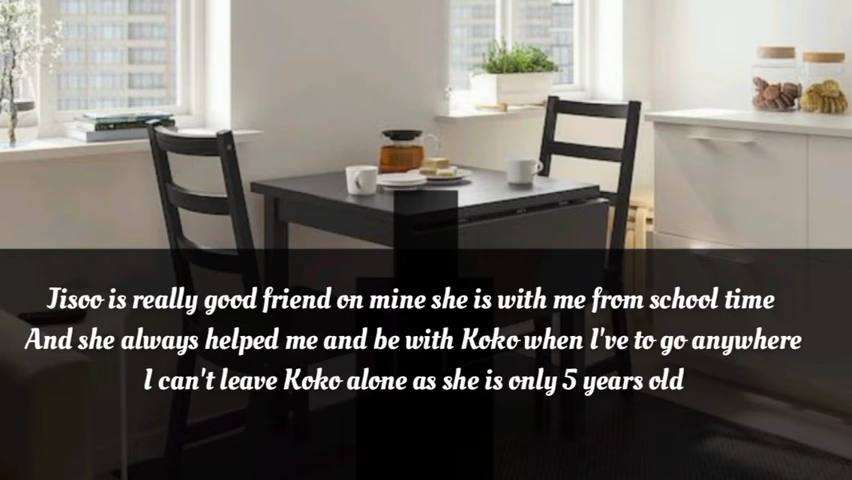 Jisoo is really good friend on mine she is with me from school time
And she always helped me and be with Koko when I've to go anywhere
I can't leave Koko alone as she is only 5 years old